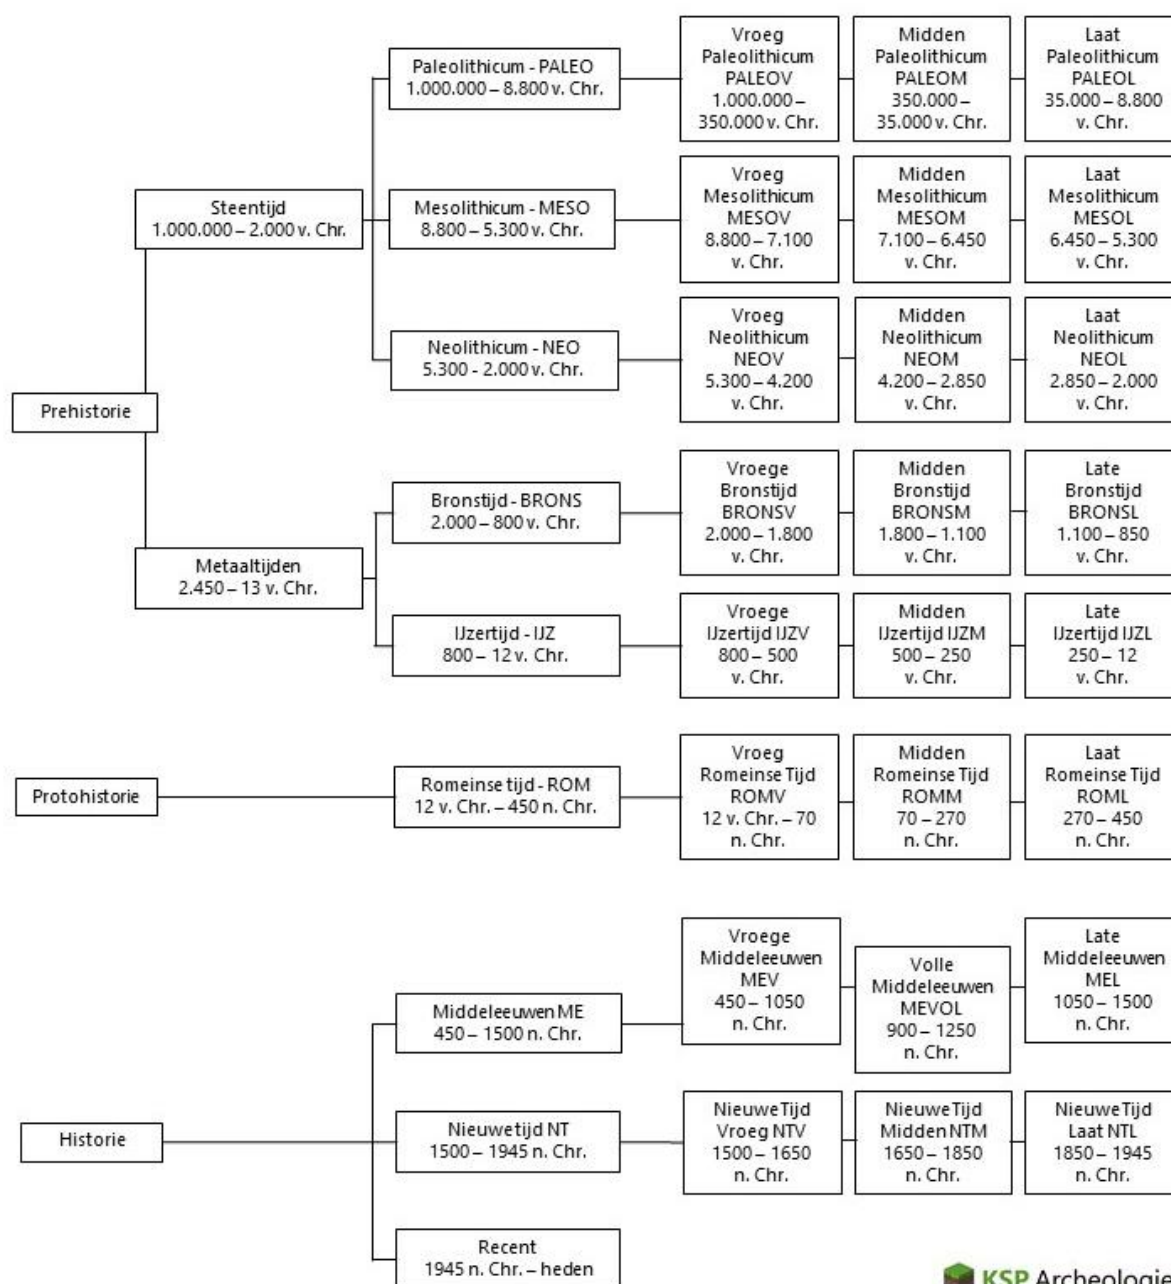 Paleolithicum - PALEO
1.000.000 – 8.800 v. Chr.
Vroeg
Paleolithicum
PALEOV
1.000.000 –
350.000 v. Chr.
Midden
Paleolithicum
PALEOM
350.000 –
35.000 v. Chr.
Laat
Paleolithicum
PALEOL
35.000 – 8.800
v. Chr.
Steentijd
1.000.000 – 2.000 v. Chr.
Mesolithicum - MESO
8.800 – 5.300 v. Chr.
Vroeg
Mesolithicum
MESOV
8.800 – 7.100
v. Chr.
Midden
Mesolithicum
MESOM
7.100 – 6.450
v. Chr.
Laat
Mesolithicum
MESOL
6.450 – 5.300
v. Chr.
Neolithicum - NEO
5.300 - 2.000 v. Chr.
Vroeg
Neolithicum
NEOV
5.300 – 4.200
v. Chr.
Midden
Neolithicum
NEOM
4.200 – 2.850
v. Chr.
Laat
Neolithicum
NEOL
2.850 – 2.000
v. Chr.
Prehistorie
Bronstijd - BRONS
2.000 – 800 v. Chr.
Vroege
Bronstijd
BRONSV
2.000 – 1.800
v. Chr.
Midden
Bronstijd
BRONSM
1.800 – 1.100
v. Chr.
Late
Bronstijd
BRONSL
1.100 – 850
v. Chr.
Metaaltijden
2.450 – 13 v. Chr.
IJzertijd - IJZ
800 – 12 v. Chr.
Vroege
IJzertijd IJZV
800 – 500
v. Chr.
Midden
IJzertijd IJZM
500 – 250
v. Chr.
Late
IJzertijd IJZL
250 – 12
v. Chr.
Protohistorie
Romeinse tijd - ROM
12 v. Chr. – 450 n. Chr.
Vroeg
Romeinse Tijd
ROMV
12 v. Chr. – 70
n. Chr.
Midden
Romeinse Tijd
ROMM
70 – 270
n. Chr.
Laat
Romeinse Tijd
ROML
270 – 450
n. Chr.
Middeleeuwen ME
450 – 1500 n. Chr.
Vroege
Middeleeuwen
MEV
450 – 1050
n. Chr.
Volle
Middeleeuwen
MEVOL
900 – 1250
n. Chr.
Late
Middeleeuwen
MEL
1050 – 1500
n. Chr.
Historie
Nieuwe tijd NT
1500 – 1945 n. Chr.
Nieuwe Tijd
Vroeg NTV
1500 – 1650
n. Chr.
Nieuwe Tijd
Midden NTM
1650 – 1850
n. Chr.
Nieuwe Tijd
Laat NTL
1850 – 1945
n. Chr.
Recent
1945 n. Chr. – heden
KSP Archeologie